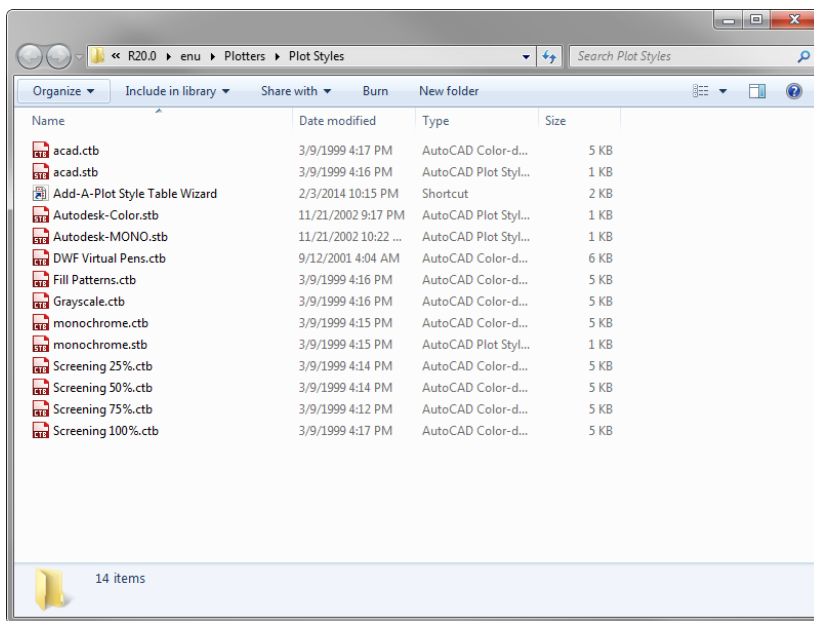 « R20.0 ▸ enu ▸ Plotters ▸ Plot Styles Search Plot Styles
Organize Include in library Share with Burn New folder
Name Date modified Type Size
acad.ctb 3/9/1999 4:17 PM AutoCAD Color-d... 5 KB
acad.stb 3/9/1999 4:16 PM AutoCAD Plot Styl... 1 KB
Add-A-Plot Style Table Wizard 2/3/2014 10:15 PM Shortcut 2 KB
Autodesk-Color.stb 11/21/2002 9:17 PM AutoCAD Plot Styl... 1 KB
Autodesk-MONO.stb 11/21/2002 10:22 ... AutoCAD Plot Styl... 1 KB
DWF Virtual Pens.ctb 9/12/2001 4:04 AM AutoCAD Color-d... 6 KB
Fill Patterns.ctb 3/9/1999 4:16 PM AutoCAD Color-d... 5 KB
Grayscale.ctb 3/9/1999 4:16 PM AutoCAD Color-d... 5 KB
monochrome.ctb 3/9/1999 4:15 PM AutoCAD Color-d... 5 KB
monochrome.stb 3/9/1999 4:15 PM AutoCAD Plot Styl... 1 KB
Screening 25%.ctb 3/9/1999 4:14 PM AutoCAD Color-d... 5 KB
Screening 50%.ctb 3/9/1999 4:14 PM AutoCAD Color-d... 5 KB
Screening 75%.ctb 3/9/1999 4:12 PM AutoCAD Color-d... 5 KB
Screening 100%.ctb 3/9/1999 4:17 PM AutoCAD Color-d... 5 KB
14 items